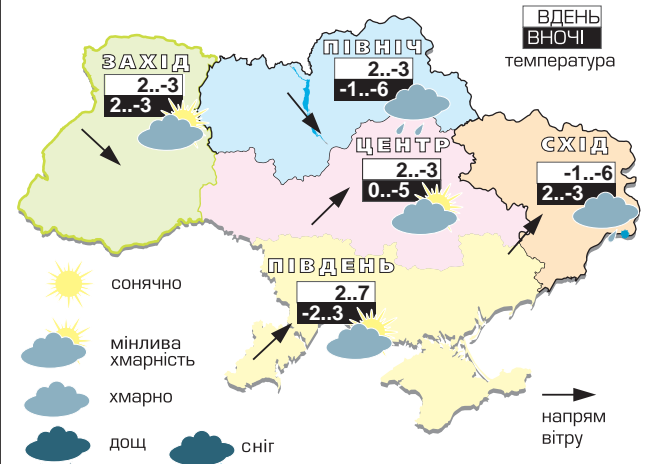 ВДЕНЬ
ВНОЧІ
температура
ПІВНІЧ
2..-3
-1..-6
ЗАХІД
2..-3
2..-3
ЦЕНТР
2..-3
0..-5
СХІД
-1..-6
2..-3
ПІВДЕНЬ
2..7
-2..3
сонячно
мінлива
хмарність
хмарно
дощ
сніг
напрям
вітру